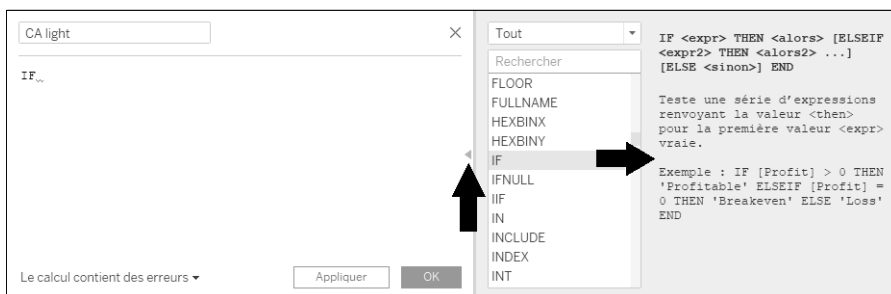 CA light
IF
Le calcul contient des erreurs
Appliquer
OK
Tout
Rechercher
FLOOR
FULLNAME
HEXBINX
HEXBINY
IF
IFNULL
IIF
IN
INCLUDE
INDEX
INT
IF <expr> THEN <alors> [ELSEIF
<expr2> THEN <alors2> ...]
[ELSE <sinon>] END
Teste une série d'expressions
renvoyant la valeur <then>
pour la première valeur <expr>
vraie.
Exemple : IF [Profit] > 0 THEN
'Profitable' ELSEIF [Profit] =
0 THEN 'Breakeven' ELSE 'Loss'
END